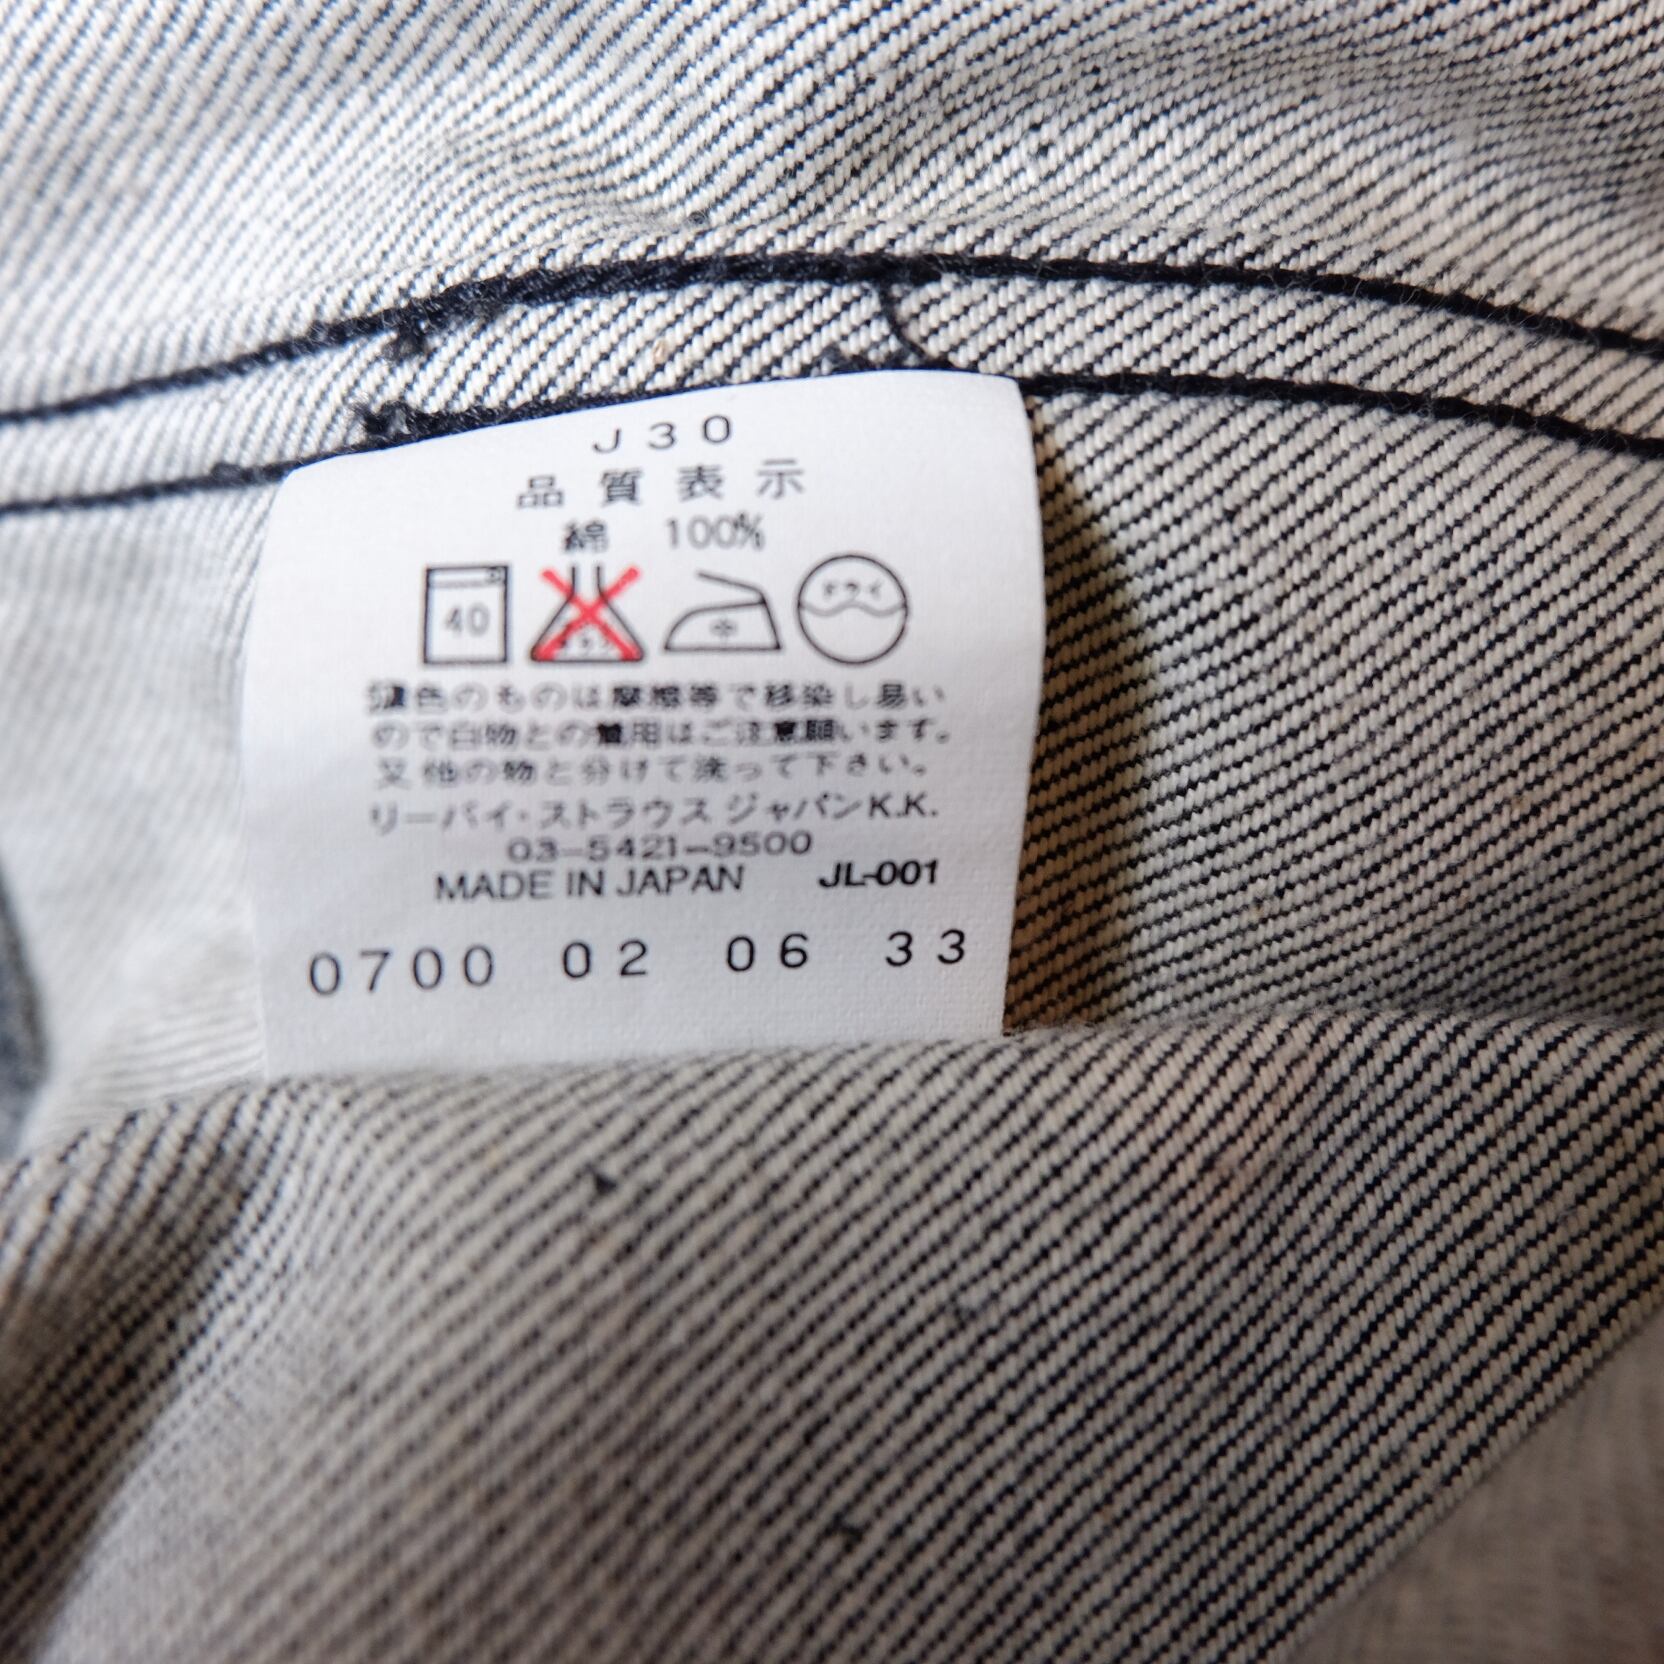 J30
品質表示
綿 100%
40 ドライ
濃色のものは摩擦等で移染し易い
ので白物との着用はご注意願います。
又他の物と分けて洗って下さい。
リーバイ・ストラウス ジャパンK.K.
03-5421-9500
MADE IN JAPAN JL-001
0700 02 06 33